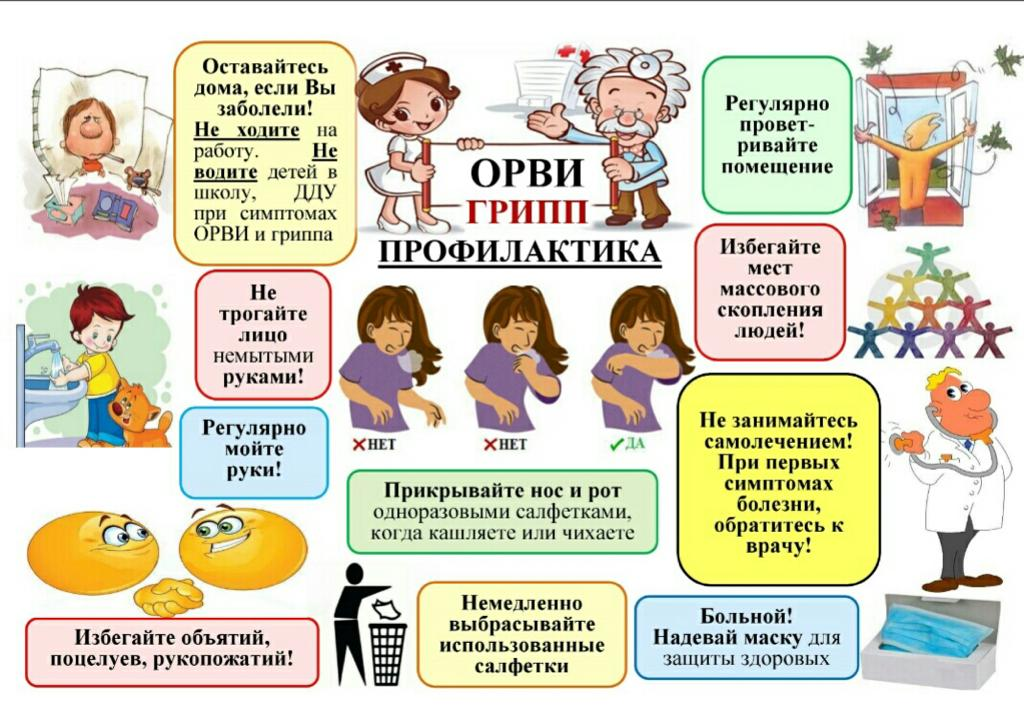 Оставайтесь
дома, если Вы
заболели!
Не ходите на
работу. Не
водите детей в
школу, ДДУ
при симптомах
ОРВИ и гриппа
ОРВИ
ГРИПП
ПРОФИЛАКТИКА
Регулярно
провет-
ривайте
помещение
Не
трогайте
лицо
немытыми
руками!
Избегайте
мест
массового
скопления
людей!
НЕТ
НЕТ
ДА
Регулярно
мойте
руки!
Не занимайтесь
самолечением!
При первых
симптомах
болезни,
обратитесь к
врачу!
Прикрывайте нос и рот
одноразовыми салфетками,
когда кашляете или чихаете
Избегайте объятий,
поцелуев, рукопожатий!
Немедленно
выбрасывайте
использованные
салфетки
Больной!
Надевай маску для
защиты здоровых